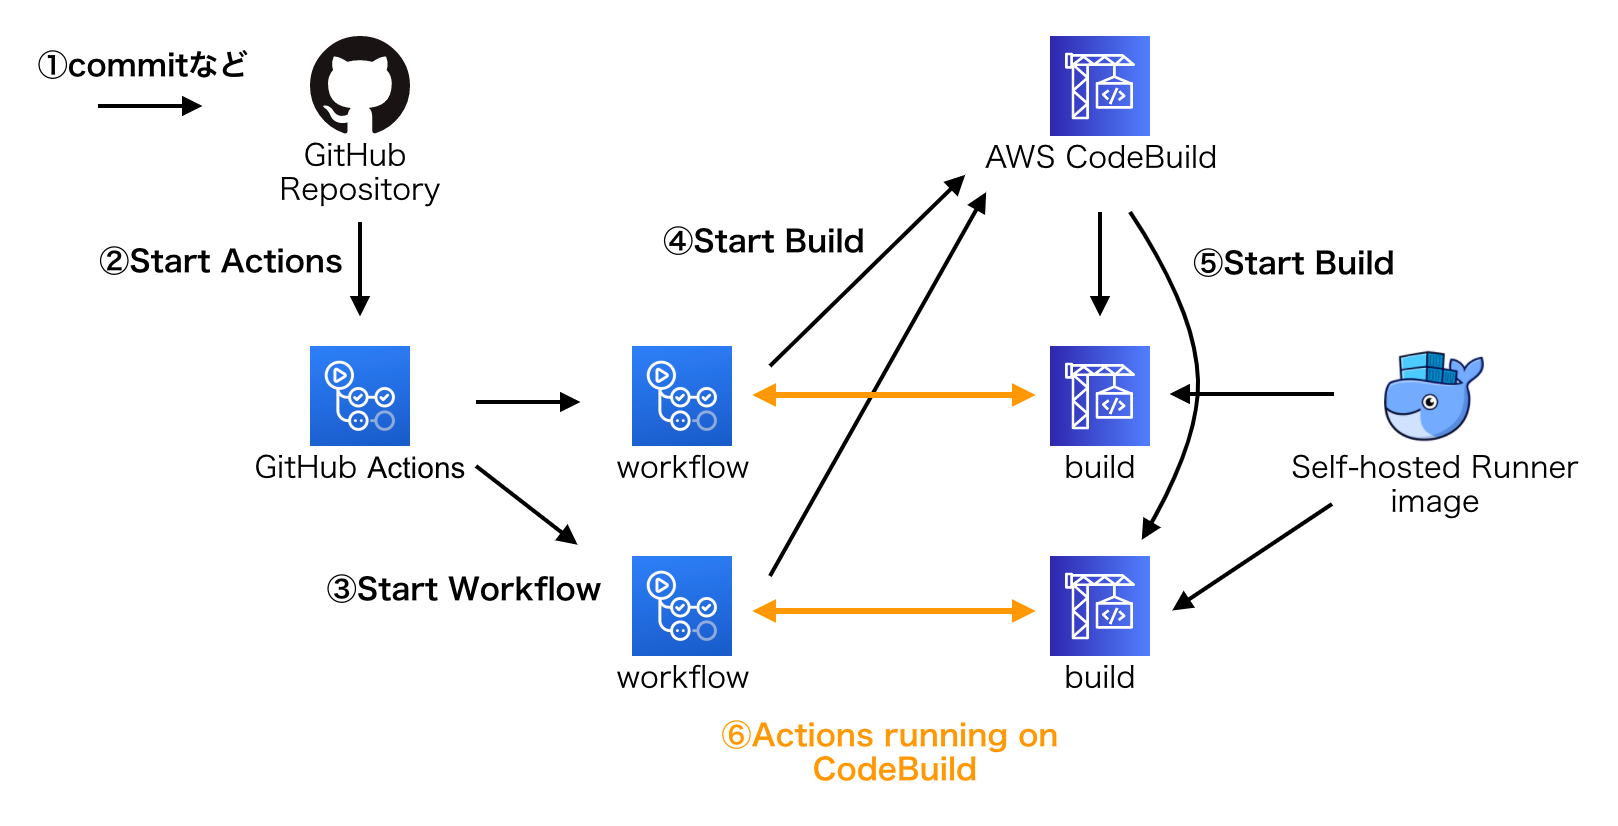 ①commitなど
GitHub
Repository
AWS CodeBuild
②Start Actions
④Start Build
⑤Start Build
GitHub Actions
workflow
build
Self-hosted Runner
image
③Start Workflow
workflow
build
⑥Actions running on
CodeBuild